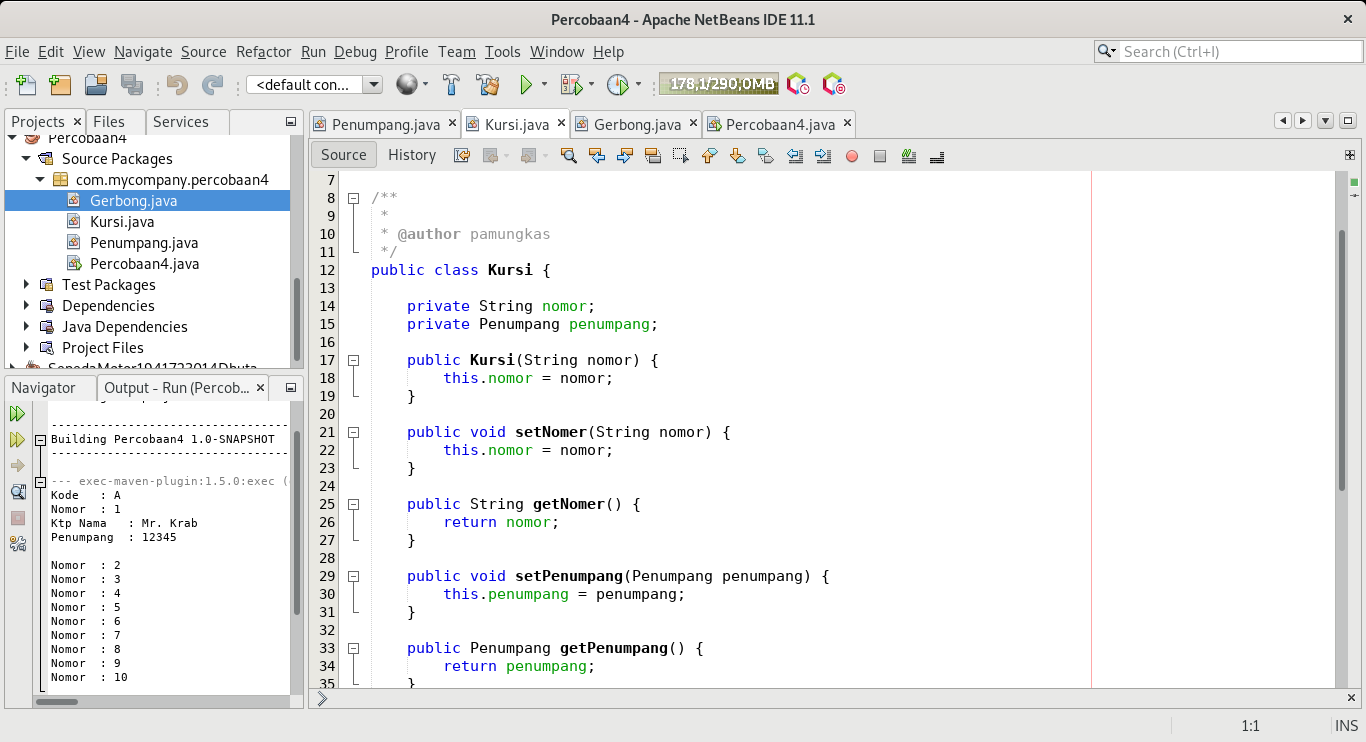 Percobaan4 - Apache NetBeans IDE 11.1
File Edit View Navigate Source Refactor Run Debug Profile Team Tools Window Help
Search (Ctrl+I)
<default con...
178,1/290,0MB
Projects Files Services
Percobaan4
Source Packages
com.mycompany.percobaan4
Gerbong.java
Kursi.java
Penumpang.java
Percobaan4.java
Test Packages
Dependencies
Java Dependencies
Project Files
Navigator Output - Run (Percob...
------------------------------------
Building Percobaan4 1.0-SNAPSHOT
------------------------------------
--- exec-maven-plugin:1.5.0:exec (
Kode   : A
Nomor  : 1
Ktp Nama   : Mr. Krab
Penumpang  : 12345
Nomor  : 2
Nomor  : 3
Nomor  : 4
Nomor  : 5
Nomor  : 6
Nomor  : 7
Nomor  : 8
Nomor  : 9
Nomor  : 10
Penumpang.java Kursi.java Gerbong.java Percobaan4.java
Source History
7
8 /**
9  *
10  * @author pamungkas
11  */
12 public class Kursi {
13
14     private String nomor;
15     private Penumpang penumpang;
16
17     public Kursi(String nomor) {
18         this.nomor = nomor;
19     }
20
21     public void setNomer(String nomor) {
22         this.nomor = nomor;
23     }
24
25     public String getNomer() {
26         return nomor;
27     }
28
29     public void setPenumpang(Penumpang penumpang) {
30         this.penumpang = penumpang;
31     }
32
33     public Penumpang getPenumpang() {
34         return penumpang;
35     }
1:1 INS